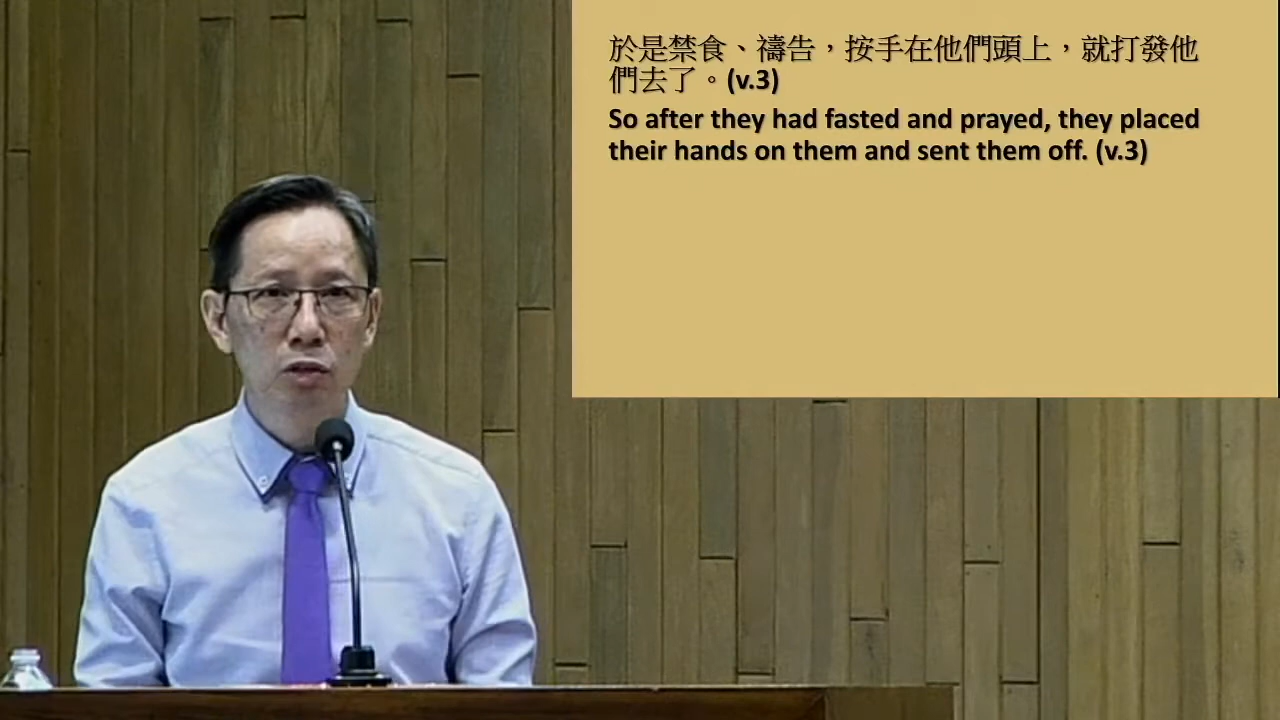 於是禁食、禱告，按手在他們頭上，就打發他
們去了。(v.3)
So after they had fasted and prayed, they placed
their hands on them and sent them off. (v.3)